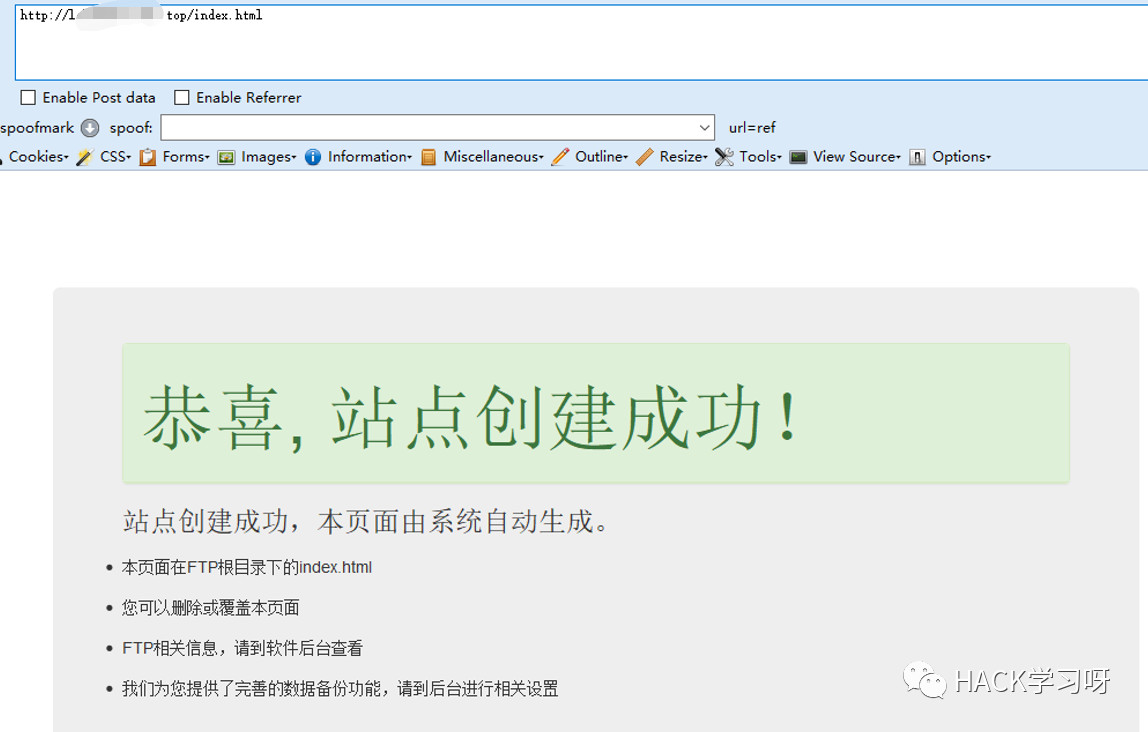 http://l top/index.html
Enable Post data Enable Referrer
spoofmark spoof: url=ref
Cookies▾ CSS▾ Forms▾ Images▾ Information▾ Miscellaneous▾ Outline▾ Resize▾ Tools▾ View Source▾ Options▾
恭喜, 站点创建成功！
站点创建成功，本页面由系统自动生成。
• 本页面在FTP根目录下的index.html
• 您可以删除或覆盖本页面
• FTP相关信息，请到软件后台查看
• 我们为您提供了完善的数据备份功能，请到后台进行相关设置
HACK学习呀